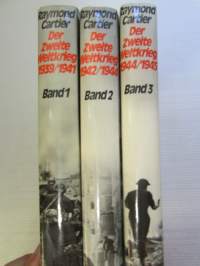 Raymond
Cartier
Der
Zweite
Weltkrieg
1939/1941
Band 1
Raymond
Cartier
Der
Zweite
Weltkrieg
1942/1944
Band 2
Raymond
Cartier
Der
Zweite
Weltkrieg
1944/1945
Band 3